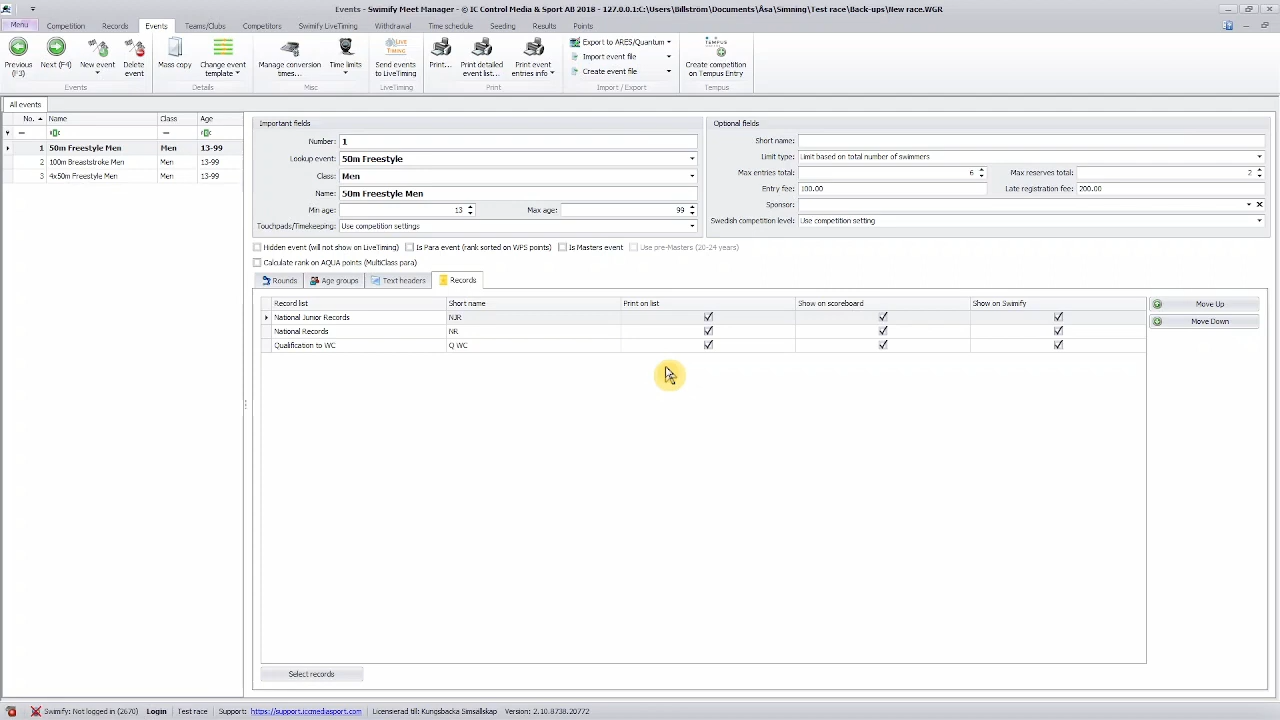 Events - Swimify Meet Manager - © IC Control Media & Sport AB 2018 - 127.0.0.1:C:\Users\Billstrom\Documents\Åsa\Simning\Test race\Back-ups\New race.WGR
Menu Competition Records Events Teams/Clubs Competitors Swimify LiveTiming Withdrawal Time schedule Seeding Results Points
Previous (F3) Next (F4) New event Delete event Mass copy Change event template Manage conversion times... Time limits LIVE TIMING Send events to LiveTiming Print... Print detailed event list... Print event entries info Export to ARES/Quantum Import event file Create event file TEMPUS Create competition on Tempus Entry
Events Details Misc LiveTiming Print Import / Export Tempus
All events
No. Name Class Age
1 50m Freestyle Men Men 13-99
2 100m Breaststroke Men Men 13-99
3 4x50m Freestyle Men Men 13-99
Important fields
Number: 1
Lookup event: 50m Freestyle
Class: Men
Name: 50m Freestyle Men
Min age: 13 Max age: 99
Touchpads/Timekeeping: Use competition settings
Optional fields
Short name:
Limit type: Limit based on total number of swimmers
Max entries total: 6 Max reserves total: 2
Entry fee: 100.00 Late registration fee: 200.00
Sponsor:
Swedish competition level: Use competition setting
Hidden event (will not show on LiveTiming) Is Para event (rank sorted on WPS points) Is Masters event Use pre-Masters (20-24 years)
Calculate rank on AQUA points (MultiClass para)
Rounds Age groups Text headers Records
Record list Short name Print on list Show on scoreboard Show on Swimify
National Junior Records NJR
National Records NR
Qualification to WC Q WC
Move Up
Move Down
Select records
Swimify: Not logged in (2670) Login Test race Support: https://support.iccmediasport.com Licensierad till: Kungsbacka Simsällskap Version: 2.10.8738.20772